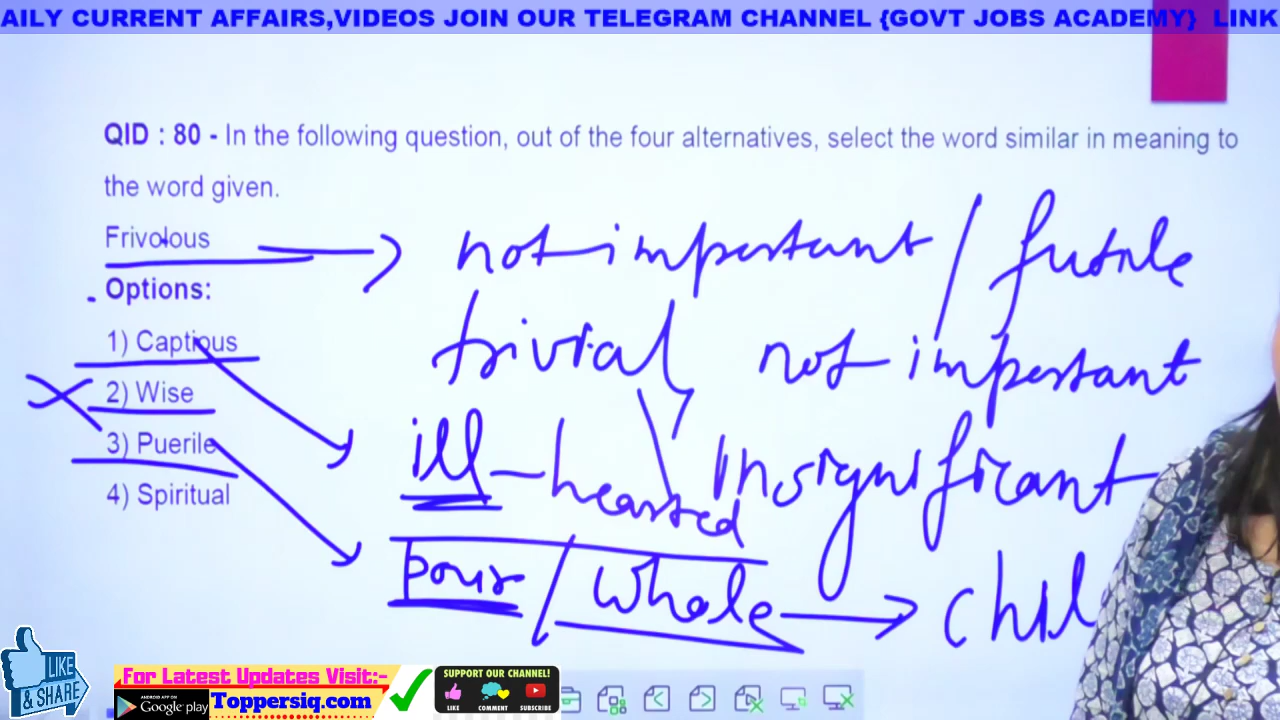 AILY CURRENT AFFAIRS,VIDEOS JOIN OUR TELEGRAM CHANNEL {GOVT JOBS ACADEMY} LINK
QID : 80 - In the following question, out of the four alternatives, select the word similar in meaning to
the word given.
Frivolous
not important / futile
Options:
trivial not important
1) Captious
2) Wise
3) Puerile
ill-hearted insignificant
4) Spiritual
/ Whole
LIKE
& SHARE
For Latest Updates Visit:-
ANDROID APP ON
Google play
Toppersiq.com
SUPPORT OUR CHANNEL!
LIKE COMMENT SUBSCRIBE